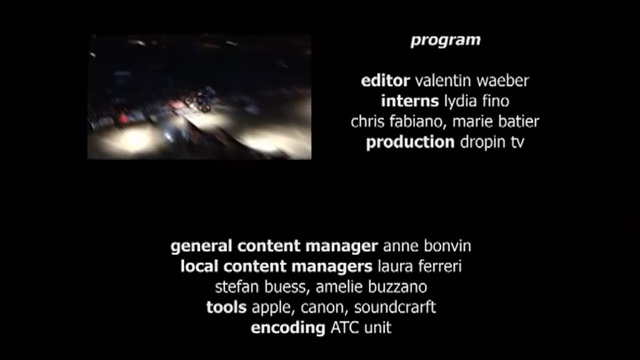 program
editor valentin waeber
interns lydia fino
chris fabiano, marie batier
production dropin tv
general content manager anne bonvin
local content managers laura ferreri
stefan buess, amelie buzzano
tools apple, canon, soundcrarft
encoding ATC unit